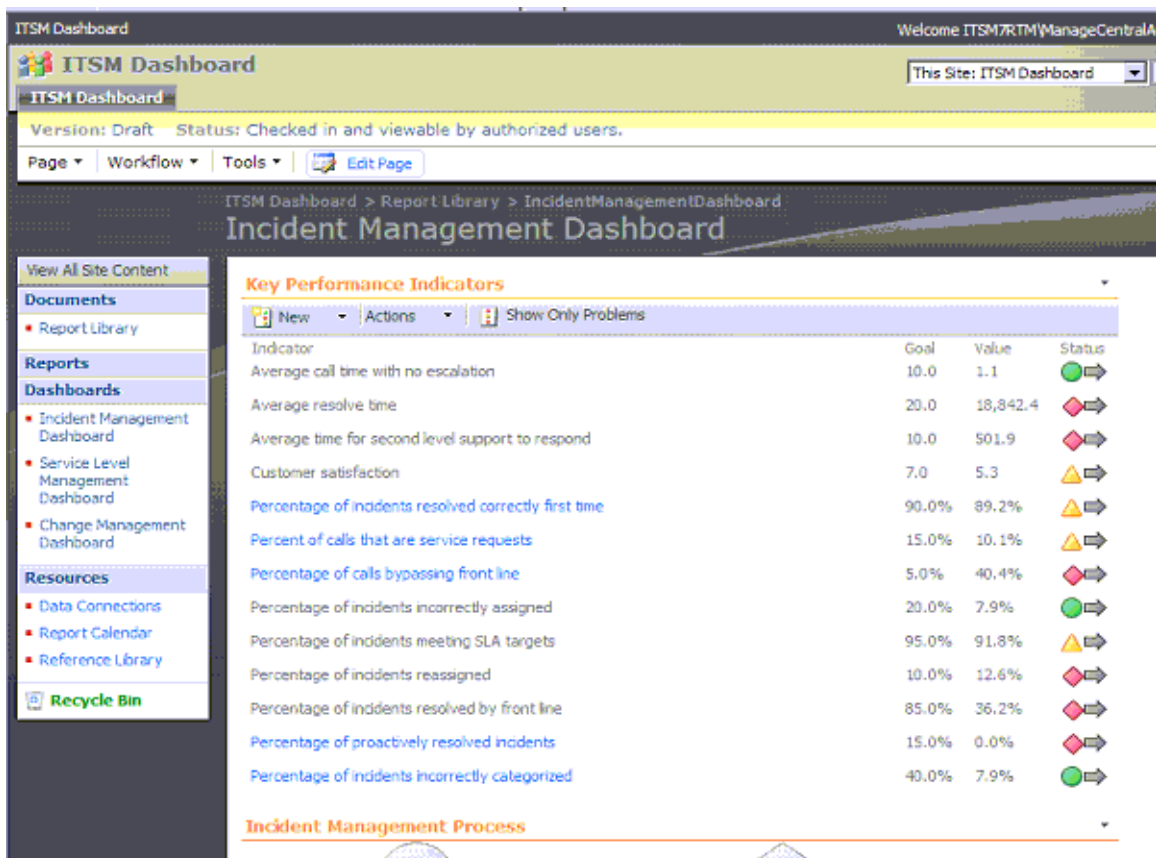 ITSM Dashboard
Welcome ITSM7RTM\ManageCentralA
ITSM Dashboard
This Site: ITSM Dashboard
ITSM Dashboard
Version: Draft Status: Checked in and viewable by authorized users.
Page Workflow Tools Edit Page
ITSM Dashboard > Report Library > IncidentManagementDashboard
Incident Management Dashboard
View All Site Content
Documents
Report Library
Reports
Dashboards
Incident Management
Dashboard
Service Level
Management
Dashboard
Change Management
Dashboard
Resources
Data Connections
Report Calendar
Reference Library
Recycle Bin
Key Performance Indicators
New Actions Show Only Problems
Indicator Goal Value Status
Average call time with no escalation 10.0 1.1
Average resolve time 20.0 18,842.4
Average time for second level support to respond 10.0 501.9
Customer satisfaction 7.0 5.3
Percentage of incidents resolved correctly first time 90.0% 89.2%
Percent of calls that are service requests 15.0% 10.1%
Percentage of calls bypassing front line 5.0% 40.4%
Percentage of incidents incorrectly assigned 20.0% 7.9%
Percentage of incidents meeting SLA targets 95.0% 91.8%
Percentage of incidents reassigned 10.0% 12.6%
Percentage of incidents resolved by front line 85.0% 36.2%
Percentage of proactively resolved incidents 15.0% 0.0%
Percentage of incidents incorrectly categorized 40.0% 7.9%
Incident Management Process